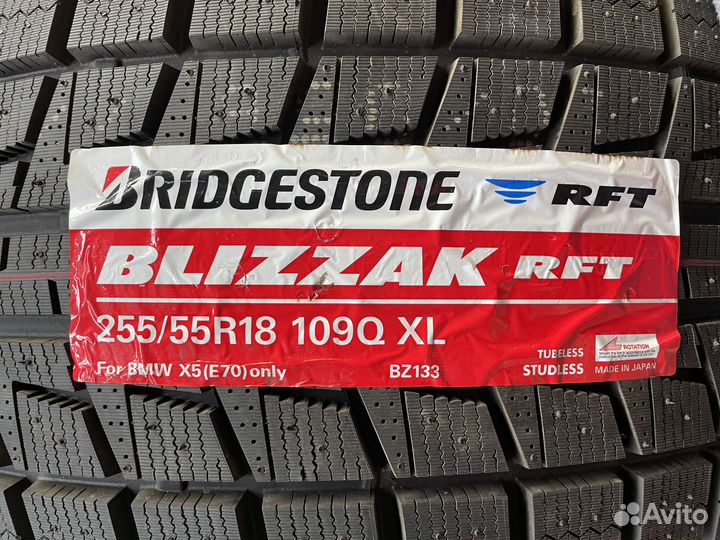 BRIDGESTONE RFT
BLIZZAK RFT
255/55R18 109Q XL
For BMW X5(E70)only BZ133
TUBELESS
STUDLESS
ROTATION
MADE IN JAPAN
Avito